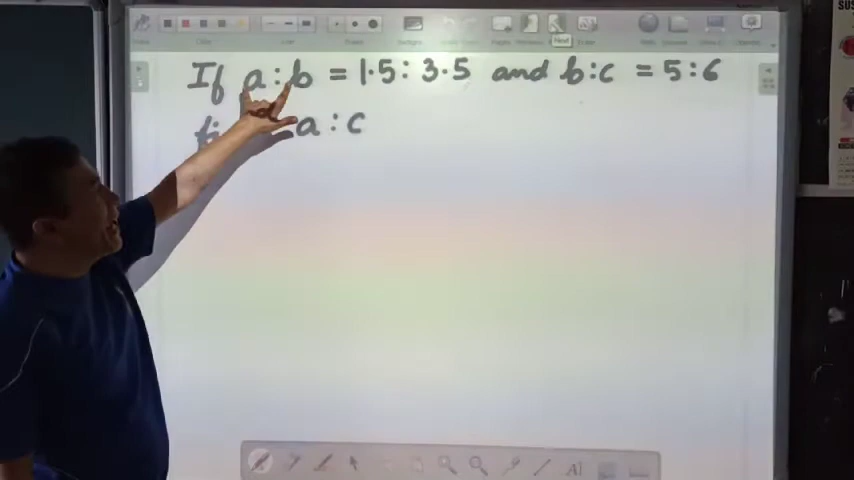 If a : b = 1.5 : 3.5 and b : c = 5 : 6
a : c